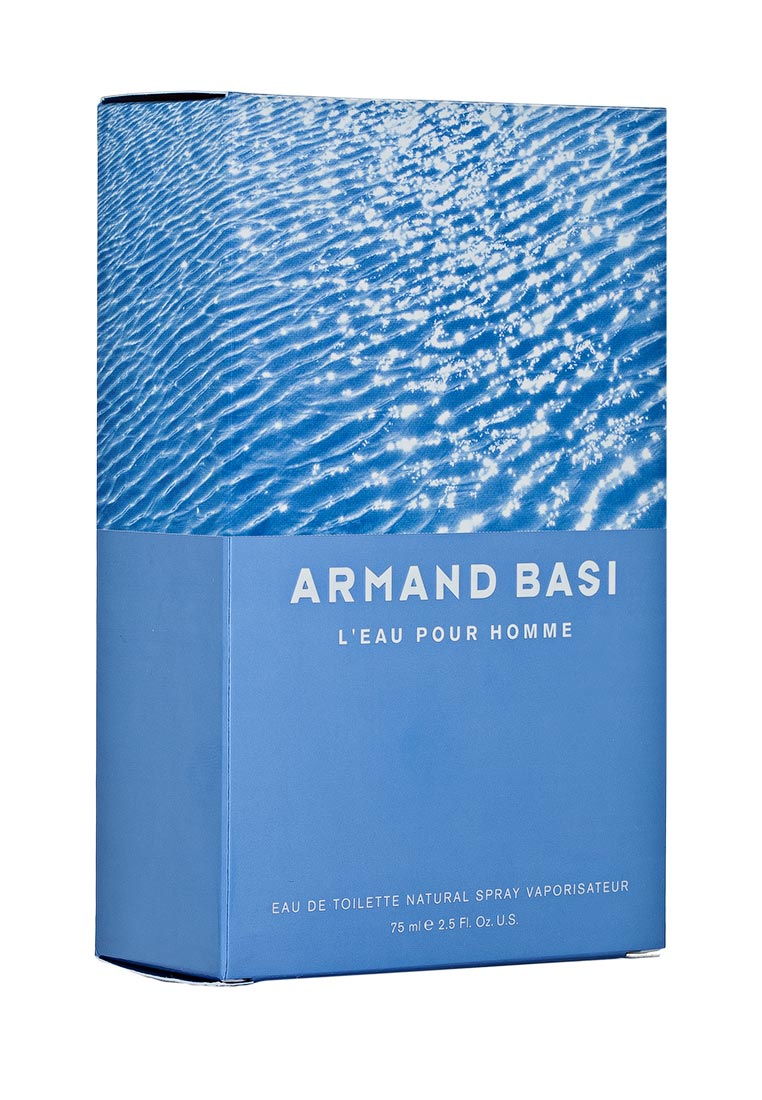 ARMAND BASI
L'EAU POUR HOMME
EAU DE TOILETTE NATURAL SPRAY VAPORISATEUR
75 ml ℮ 2.5 Fl. Oz. U.S.